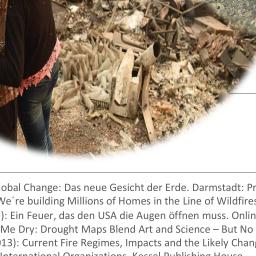 obal Change: Das neue Gesicht der Erde. Darmstadt: Pr
We´re building Millions of Homes in the Line of Wildfires
): Ein Feuer, das den USA die Augen öffnen muss. Onlin
Me Dry: Drought Maps Blend Art and Science – But No
013): Current Fire Regimes, Impacts and the Likely Chang
International Organizations. Kessel Publishing House